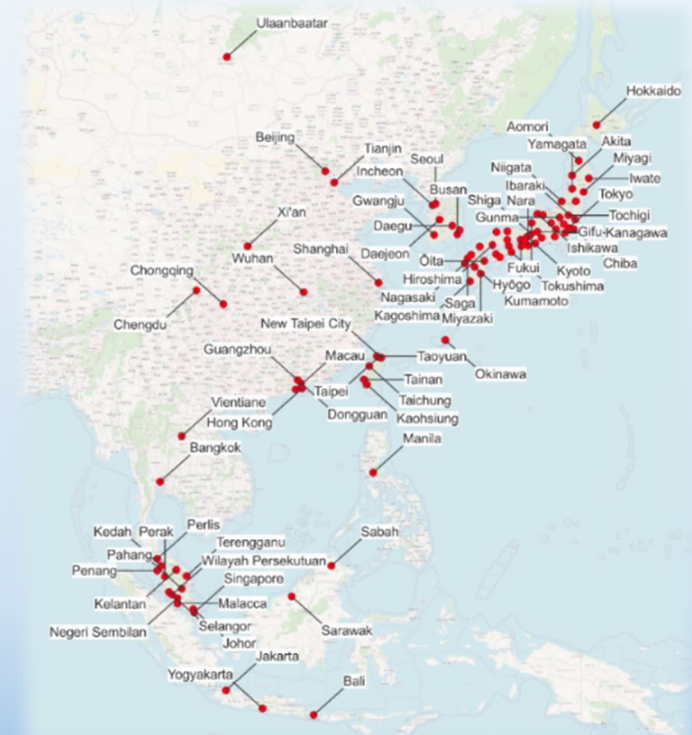 Ulaanbaatar
Hokkaido
Aomori
Beijing
Yamagata
Akita
Tianjin
Seoul
Miyagi
Incheon
Niigata
Iwate
Busan
Ibaraki
Tokyo
Gwangju
Shiga
Nara
Xi'an
Gunma
Tochigi
Daegu
Gifu
Kanagawa
Shanghai
Daejeon
Ishikawa
Wuhan
Ōita
Chiba
Chongqing
Fukui
Kyoto
Hiroshima
Hyōgo
Tokushima
Nagasaki
Saga
Kumamoto
Kagoshima
Miyazaki
Chengdu
New Taipei City
Guangzhou
Macau
Taoyuan
Okinawa
Tainan
Taipei
Vientiane
Taichung
Dongguan
Kaohsiung
Hong Kong
Manila
Bangkok
Perlis
Kedah
Perak
Sabah
Terengganu
Pahang
Wilayah Persekutuan
Penang
Singapore
Kelantan
Malacca
Selangor
Negeri Sembilan
Sarawak
Johor
Jakarta
Yogyakarta
Bali